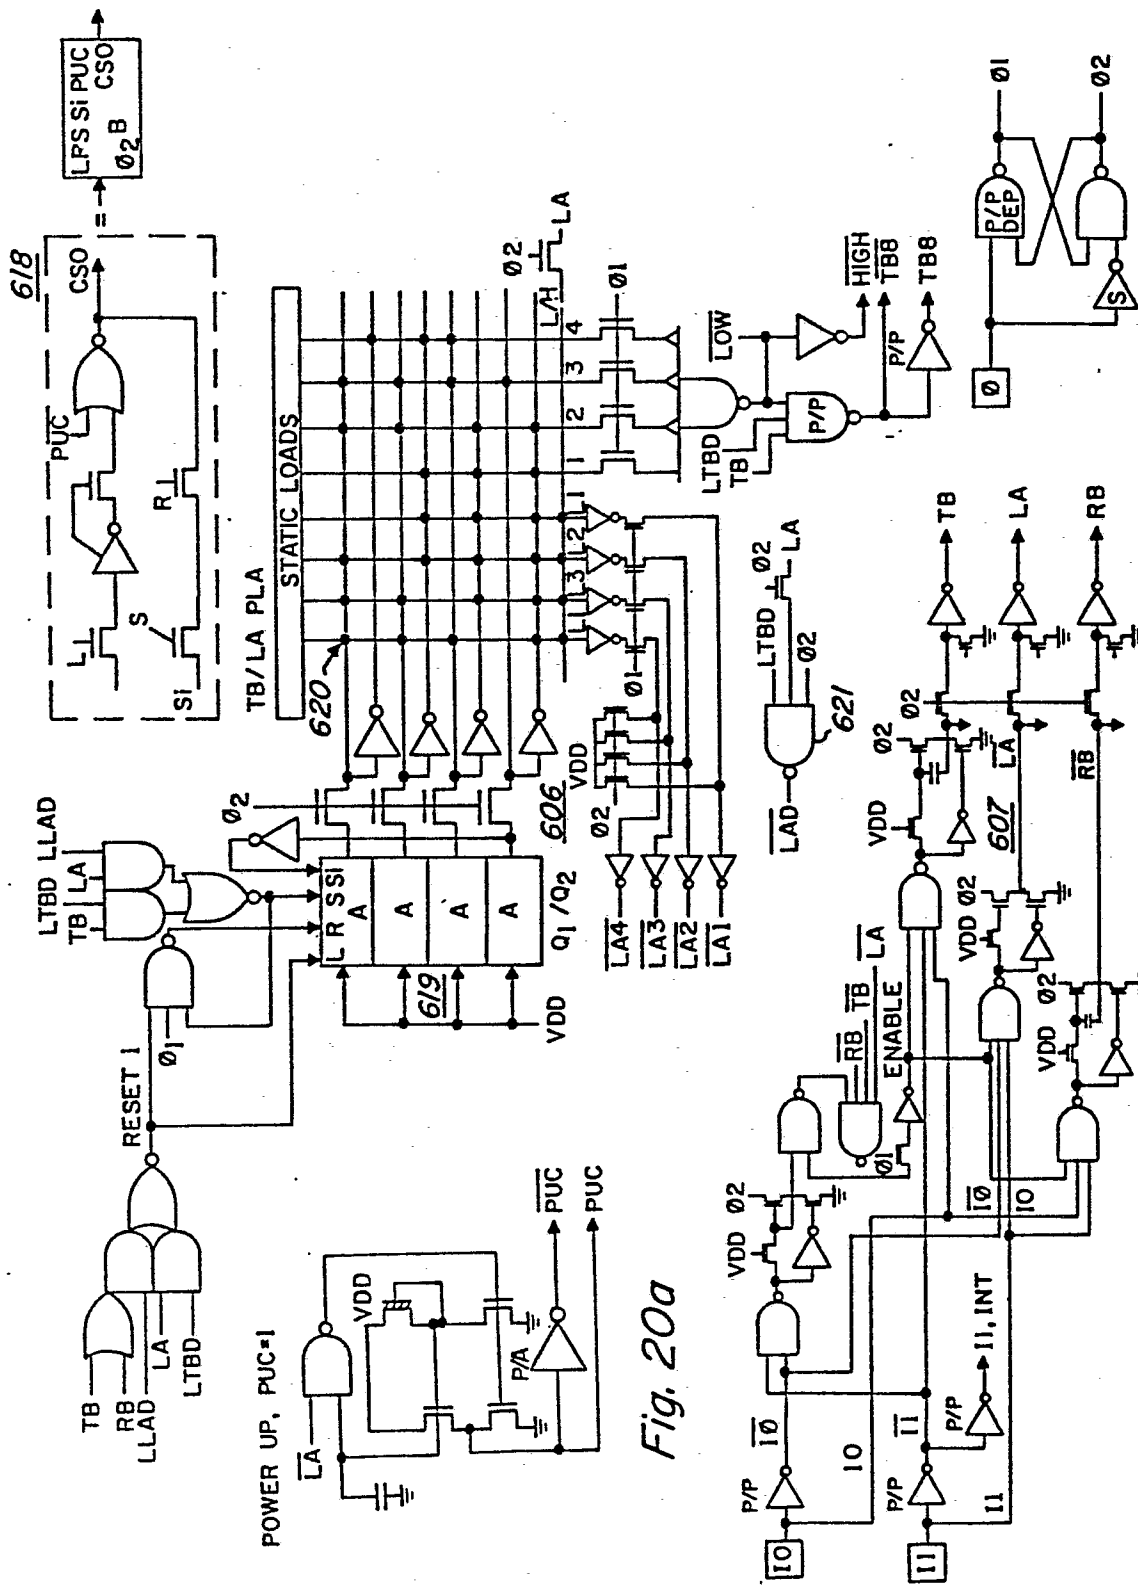 618
LRS Si PUC
Ø2B CSO
=
CSO
PUC
L
R
S
Si
LTBD LLAD
LA
TB
RESET 1
Ø1
TB
RB
LLAD
LA
LTBD
L R S Si
A
A
A
A
619
VDD
Q1/Q2
Ø2
TB/LA PLA
STATIC LOADS
620
L/H
Ø2
LA
1 2 3 4
Ø1
LOW
HIGH
LTBD
TB
P/P
TB8
P/P
TB8
606
VDD
Ø2
Ø1
LA4
LA3
LA2
LA1
LTBD
Ø2
LA
Ø2
621
LAD
Ø
P/P
DEP
S
Ø1
Ø2
POWER UP, PUC=1
LA
VDD
P/A
PUC
PUC
Fig. 20a
I0
P/P
I0
I0
I1
P/P
I1
P/P
I1, INT
I1
VDD
Ø2
Ø1
RB
TB
LA
ENABLE
I0
I0
VDD
Ø2
607
VDD
Ø2
VDD
Ø2
Ø2
LA
RB
TB
LA
RB